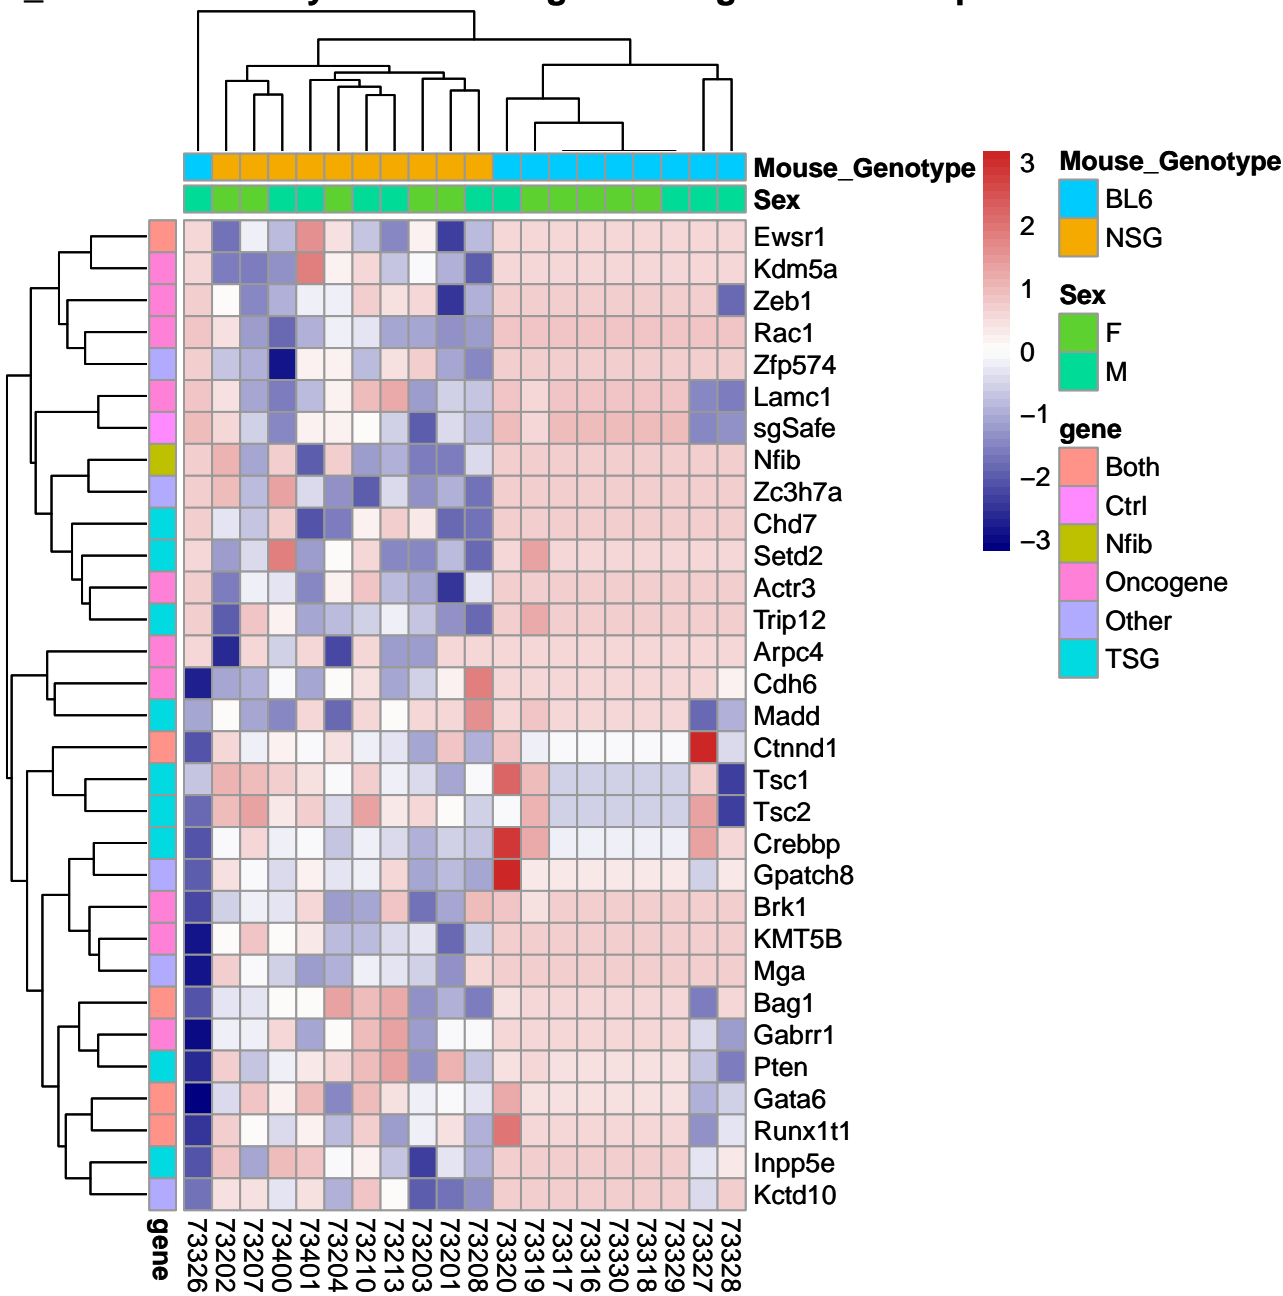 Mouse_Genotype
Sex
Ewsr1
Kdm5a
Zeb1
Rac1
Zfp574
Lamc1
sgSafe
Nfib
Zc3h7a
Chd7
Setd2
Actr3
Trip12
Arpc4
Cdh6
Madd
Ctnnd1
Tsc1
Tsc2
Crebbp
Gpatch8
Brk1
KMT5B
Mga
Bag1
Gabrr1
Pten
Gata6
Runx1t1
Inpp5e
Kctd10
gene
73326
73202
73207
73400
73401
73204
73210
73213
73203
73201
73208
73320
73319
73317
73316
73330
73318
73329
73327
73328
3
2
1
0
−1
−2
−3
Mouse_Genotype
BL6
NSG
Sex
F
M
gene
Both
Ctrl
Nfib
Oncogene
Other
TSG